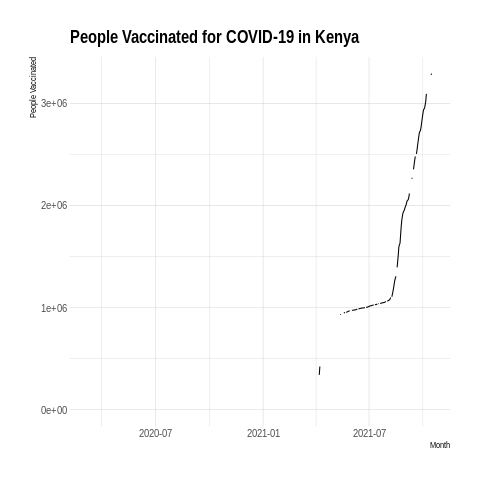 People Vaccinated for COVID-19 in Kenya
People Vaccinated
3e+06
2e+06
1e+06
0e+00
2020-07
2021-01
2021-07
Month